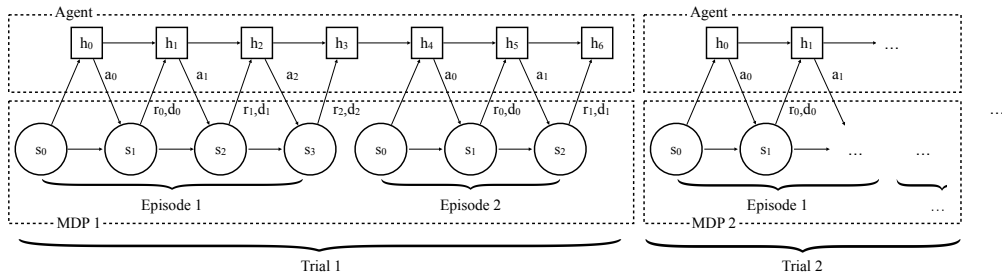 Agent Agent
h0 h1 h2 h3 h4 h5 h6 h0 h1 ...
a0 a1 a2 a0 a1 a0 a1
r0,d0 r1,d1 r2,d2 r0,d0 r1,d1 r0,d0 ...
s0 s1 s2 s3 s0 s1 s2 s0 s1 ... ...
Episode 1 Episode 2 Episode 1 ...
MDP 1 MDP 2
Trial 1 Trial 2